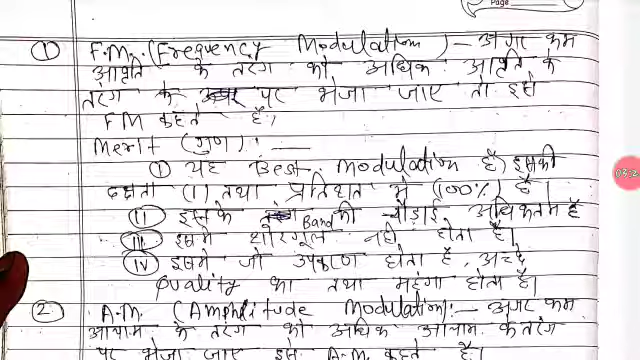 Page
① F.M. (Frequency Modulation) — अगर कम
आवृति के तरंग को अधिक आवृति के
तरंग के पर भेजा जाए तो इसे
FM कहते हैं।
Merit (गुण) : —
① यह Best Modulation है इसकी
दक्षता (1) तथा प्रतिशत में (100%) है।
(II) इसके Band की चौड़ाई अधिकतम है
(III) इसमे शोरगूल नही होता है।
(IV) इसमे जो उपकरण होता है, अच्छे
Quality का तथा महंगा होता है।
② A.M. (Amplitude Modulation) :- अगर कम
आयाम के तरंग को अधिक आयाम के तरंग
पर भेजा जाए इसे A.M. कहते है।